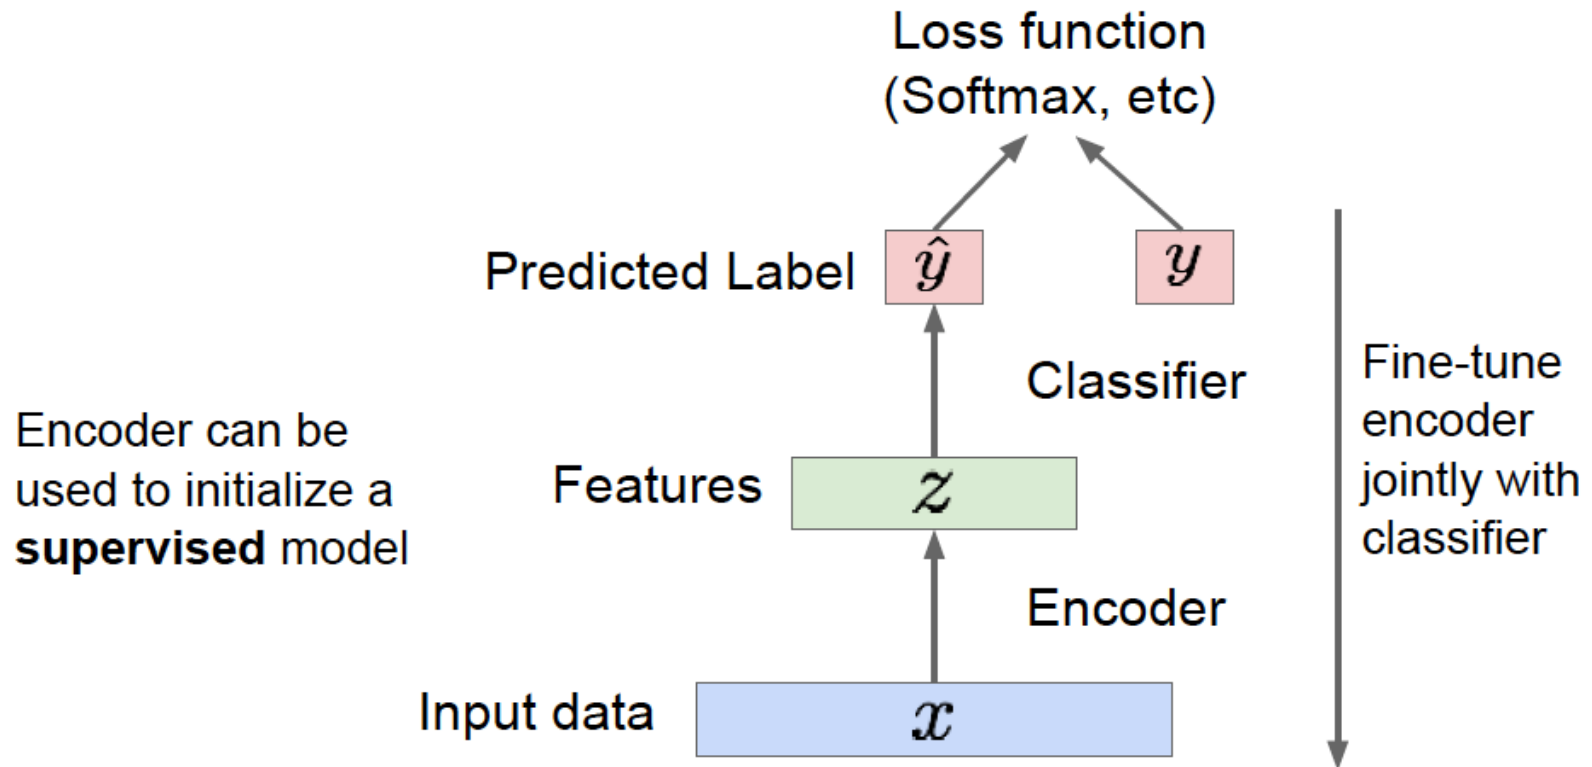 Loss function
(Softmax, etc)
Predicted Label
ŷ
y
Classifier
Fine-tune
encoder
jointly with
classifier
Encoder can be
used to initialize a
supervised model
Features
z
Encoder
Input data
x